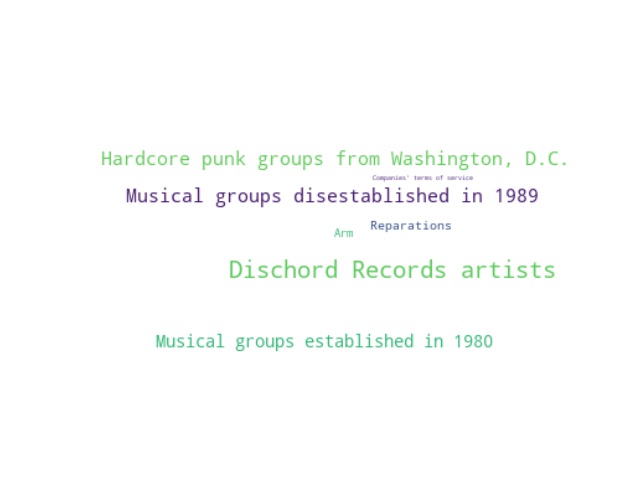 Hardcore punk groups from Washington, D.C.
Companies' terms of service
Musical groups disestablished in 1989
Reparations
Arm
Dischord Records artists
Musical groups established in 1980